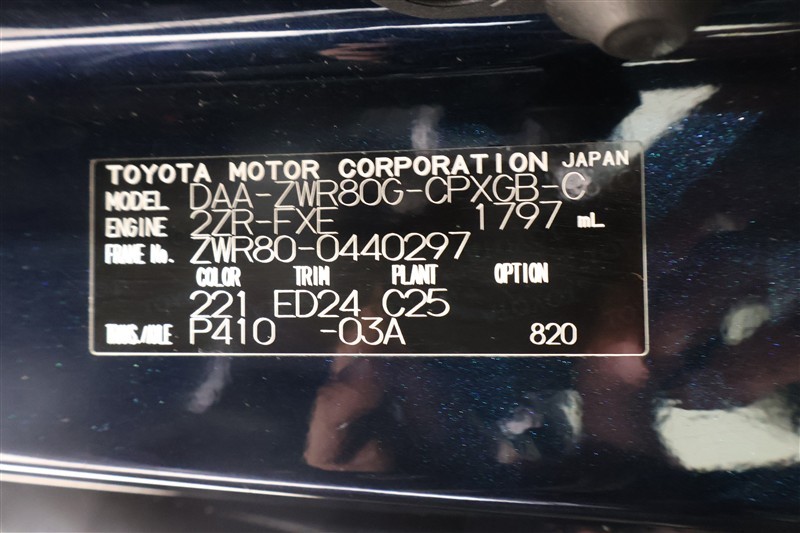 TOYOTA MOTOR CORPORATION JAPAN
MODEL DAA-ZWR80G-CPXGB-C
ENGINE 2ZR-FXE 1797 mL
FRAME No. ZWR80-0440297
COLOR TRIM PLANT OPTION
221 ED24 C25
TRANS./AXLE P410 -03A 820